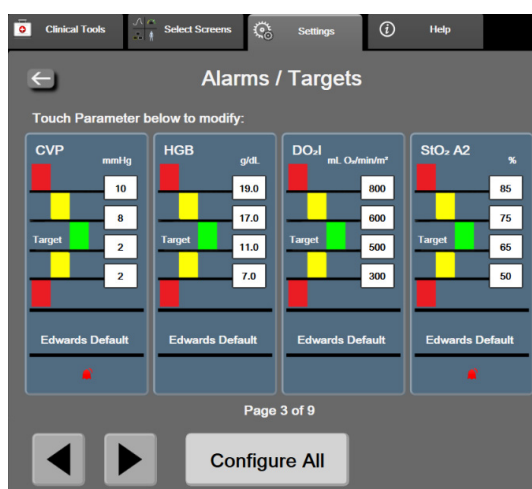 Clinical Tools Select Screens Settings Help
Alarms / Targets
Touch Parameter below to modify:
CVP
mmHg
10
8
Target 2
2
Edwards Default
HGB
g/dL
19.0
17.0
Target 11.0
7.0
Edwards Default
DO₂I
mL O₂/min/m²
800
600
Target 500
300
Edwards Default
StO₂ A2
%
85
75
Target 65
50
Edwards Default
Page 3 of 9
Configure All